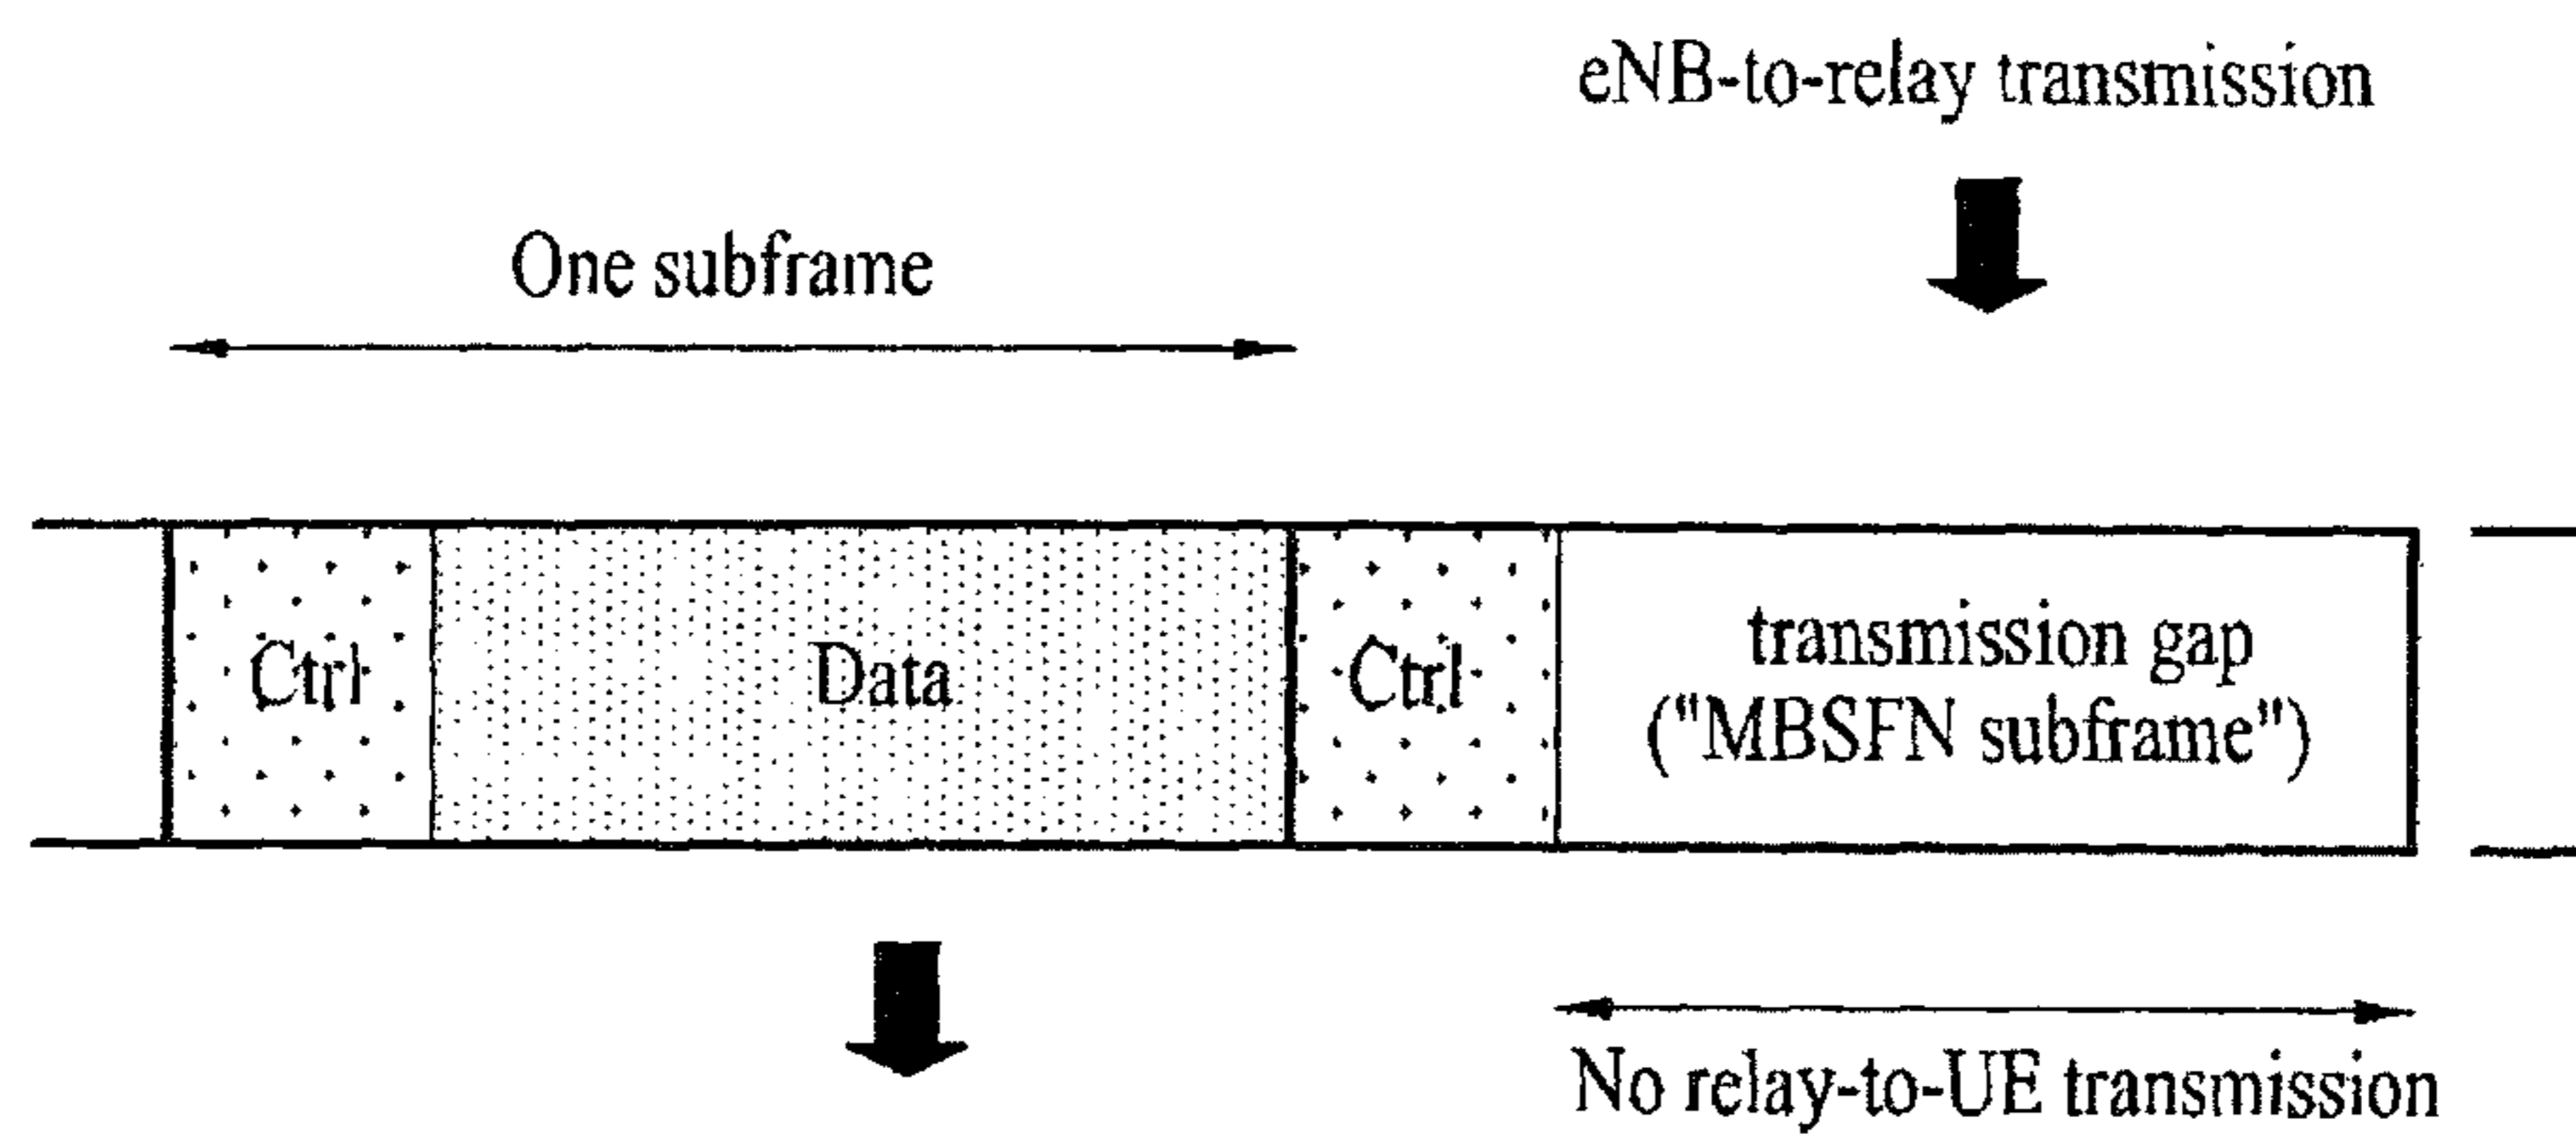 eNB-to-relay transmission
One subframe
Ctrl
Data
Ctrl
transmission gap
("MBSFN subframe")
No relay-to-UE transmission